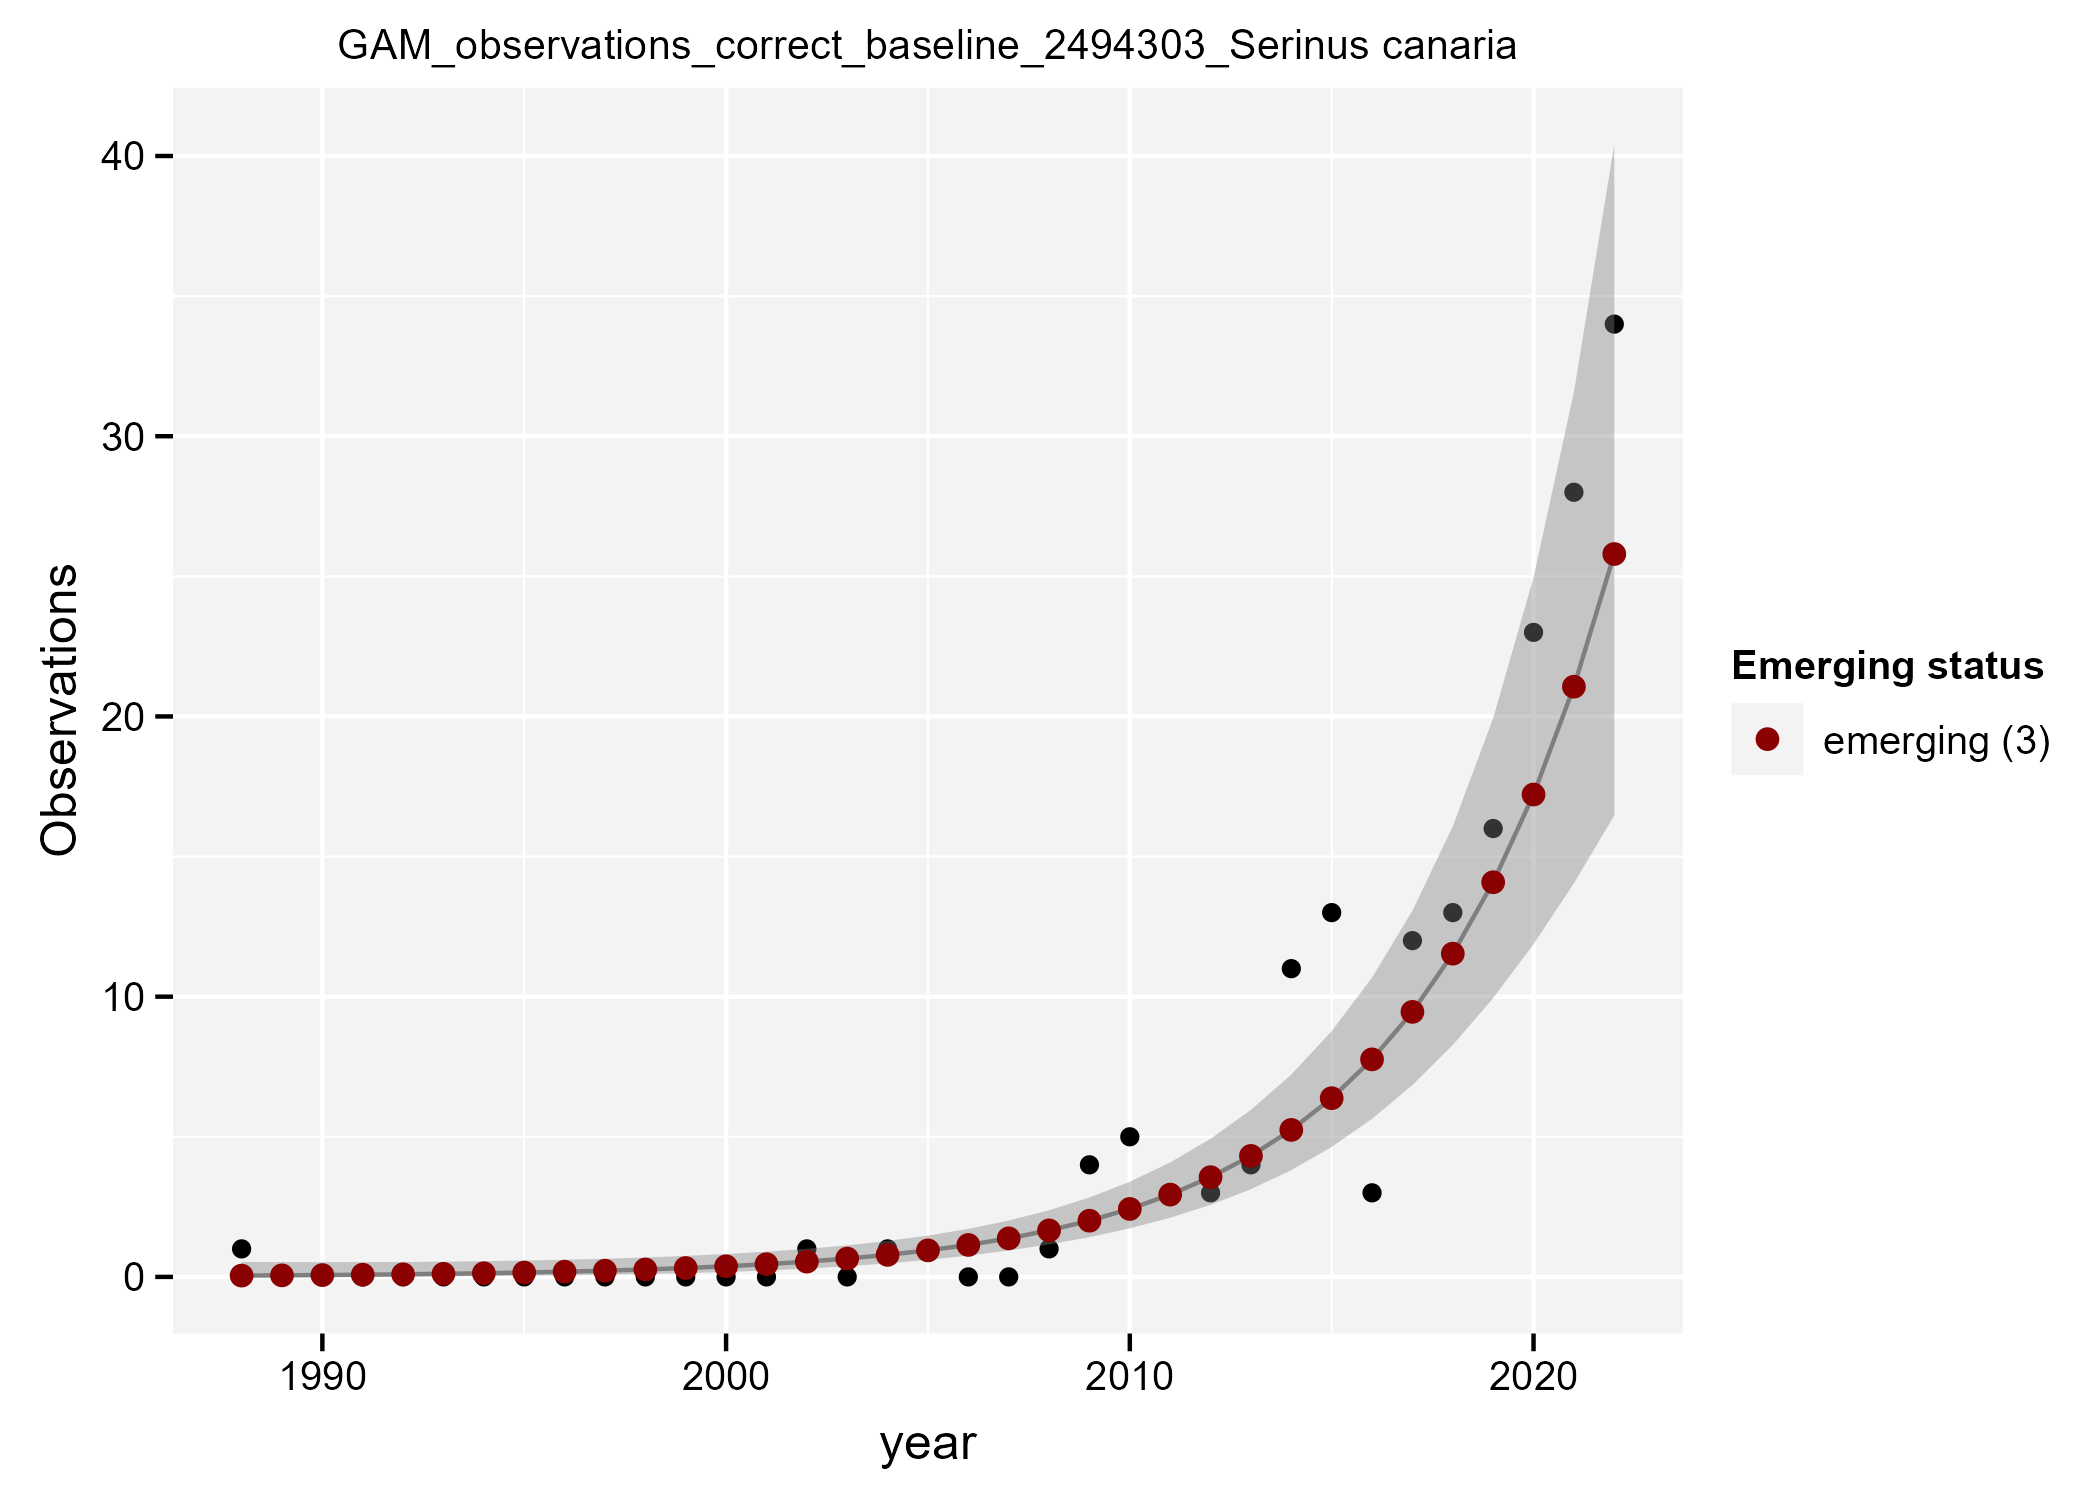 GAM_observations_correct_baseline_2494303_Serinus canaria
Observations
40
30
20
10
0
1990 2000 2010 2020
year
Emerging status
emerging (3)